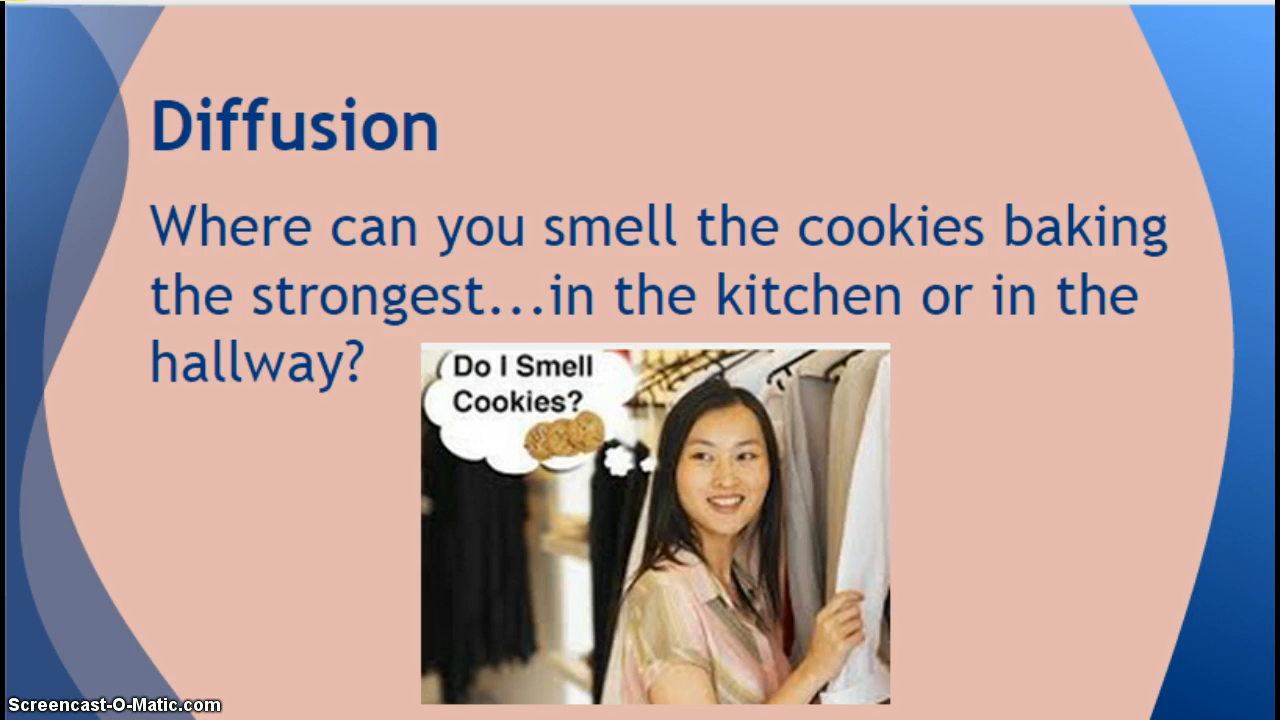 Diffusion
Where can you smell the cookies baking
the strongest...in the kitchen or in the
hallway?
Do I Smell
Cookies?
Screencast-O-Matic.com